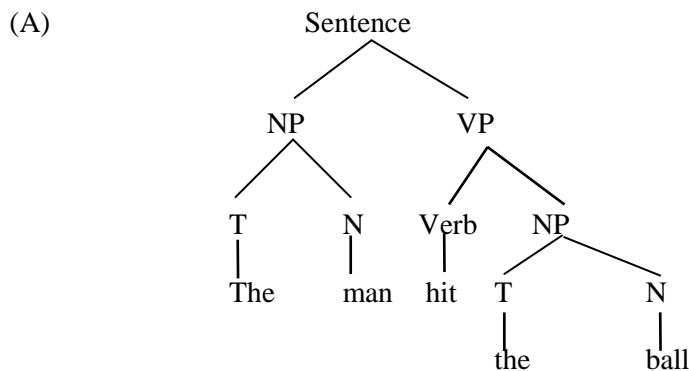 (A) Sentence
NP VP
T N Verb NP
The man hit T N
the ball